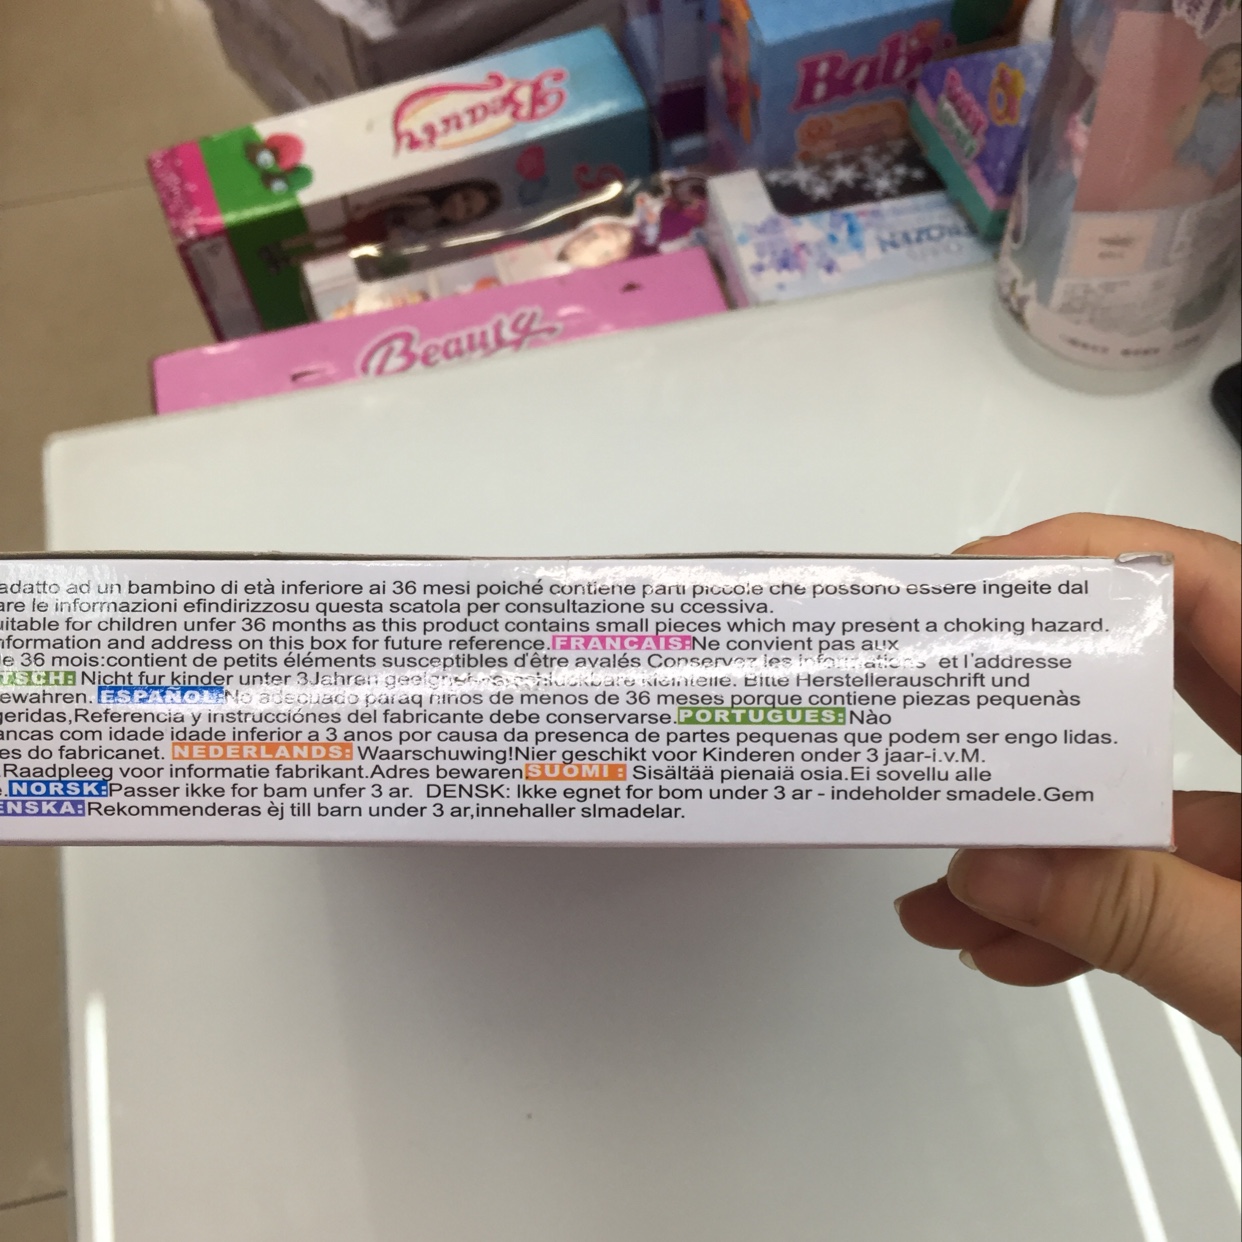 Beauty
Baby
Beauty
adatto ad un bambino di età inferiore ai 36 mesi poiché contiene parti piccole che possono essere ingeite dal
are le informazioni efindirizzosu questa scatola per consultazione su ccessiva.
uitable for children unfer 36 months as this product contains small pieces which may present a choking hazard.
nformation and address on this box for future reference.FRANCAIS:Ne convient pas aux
e 36 mois:contient de petits éléments susceptibles d'être avalés Conservez les informations et l'addresse
TSCH: Nicht fur kinder unter 3Jahren Kleinteile. Bitte Herstellerauschrift und
ewahren. ESPAÑOL:No adequado paraq ninos de menos de 36 meses porque contiene piezas pequenàs
geridas,Referencia y instrucciónes del fabricante debe conservarse.PORTUGUES:Nào
ancas com idade idade inferior a 3 anos por causa da presenca de partes pequenas que podem ser engo lidas.
es do fabricanet. NEDERLANDS: Waarschuwing!Nier geschikt voor Kinderen onder 3 jaar-i.v.M.
.Raadpleeg voor informatie fabrikant.Adres bewaren SUOMI : Sisältää pienaiä osia.Ei sovellu alle
.NORSK:Passer ikke for bam unfer 3 ar. DENSK: Ikke egnet for bom under 3 ar - indeholder smadele.Gem
ENSKA:Rekommenderas èj till barn under 3 ar,innehaller slmadelar.